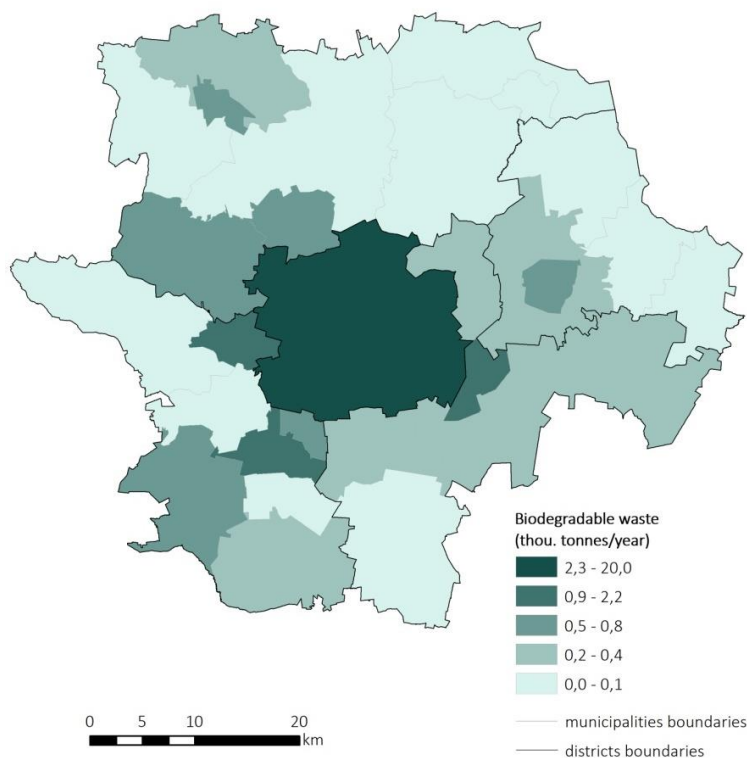 Biodegradable waste
(thou. tonnes/year)
2,3 - 20,0
0,9 - 2,2
0,5 - 0,8
0,2 - 0,4
0,0 - 0,1
municipalities boundaries
districts boundaries
0 5 10 20
km